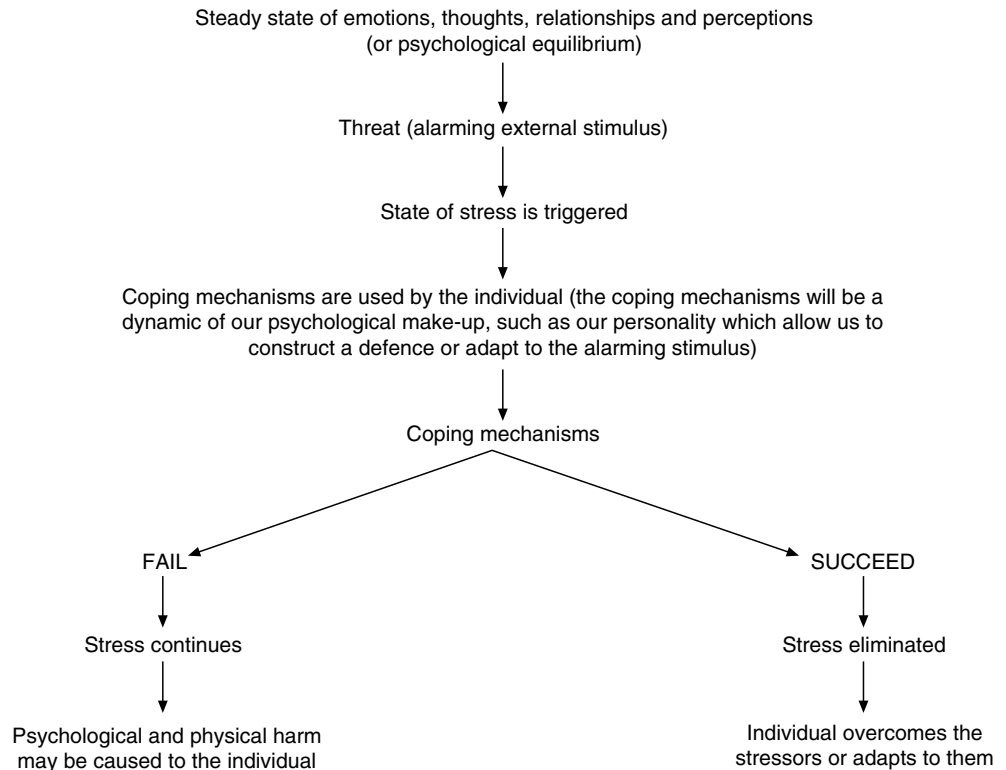 Steady state of emotions, thoughts, relationships and perceptions
(or psychological equilibrium)
Threat (alarming external stimulus)
State of stress is triggered
Coping mechanisms are used by the individual (the coping mechanisms will be a
dynamic of our psychological make-up, such as our personality which allow us to
construct a defence or adapt to the alarming stimulus)
Coping mechanisms
FAIL
Stress continues
Psychological and physical harm
may be caused to the individual
SUCCEED
Stress eliminated
Individual overcomes the
stressors or adapts to them